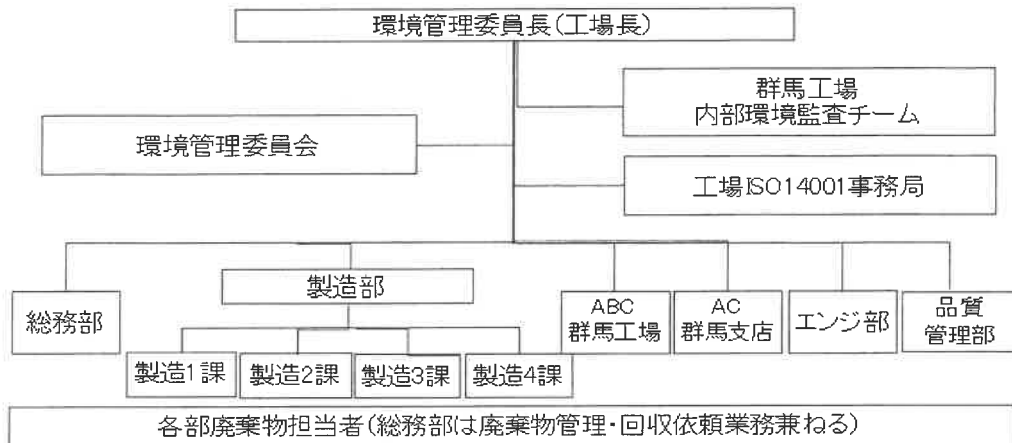 環境管理委員長(工場長)
群馬工場
内部環境監査チーム
環境管理委員会
工場ISO14001事務局
総務部
製造部
ABC
群馬工場
AC
群馬支店
エンジ部
品質
管理部
製造1課
製造2課
製造3課
製造4課
各部廃棄物担当者(総務部は廃棄物管理・回収依頼業務兼ねる)